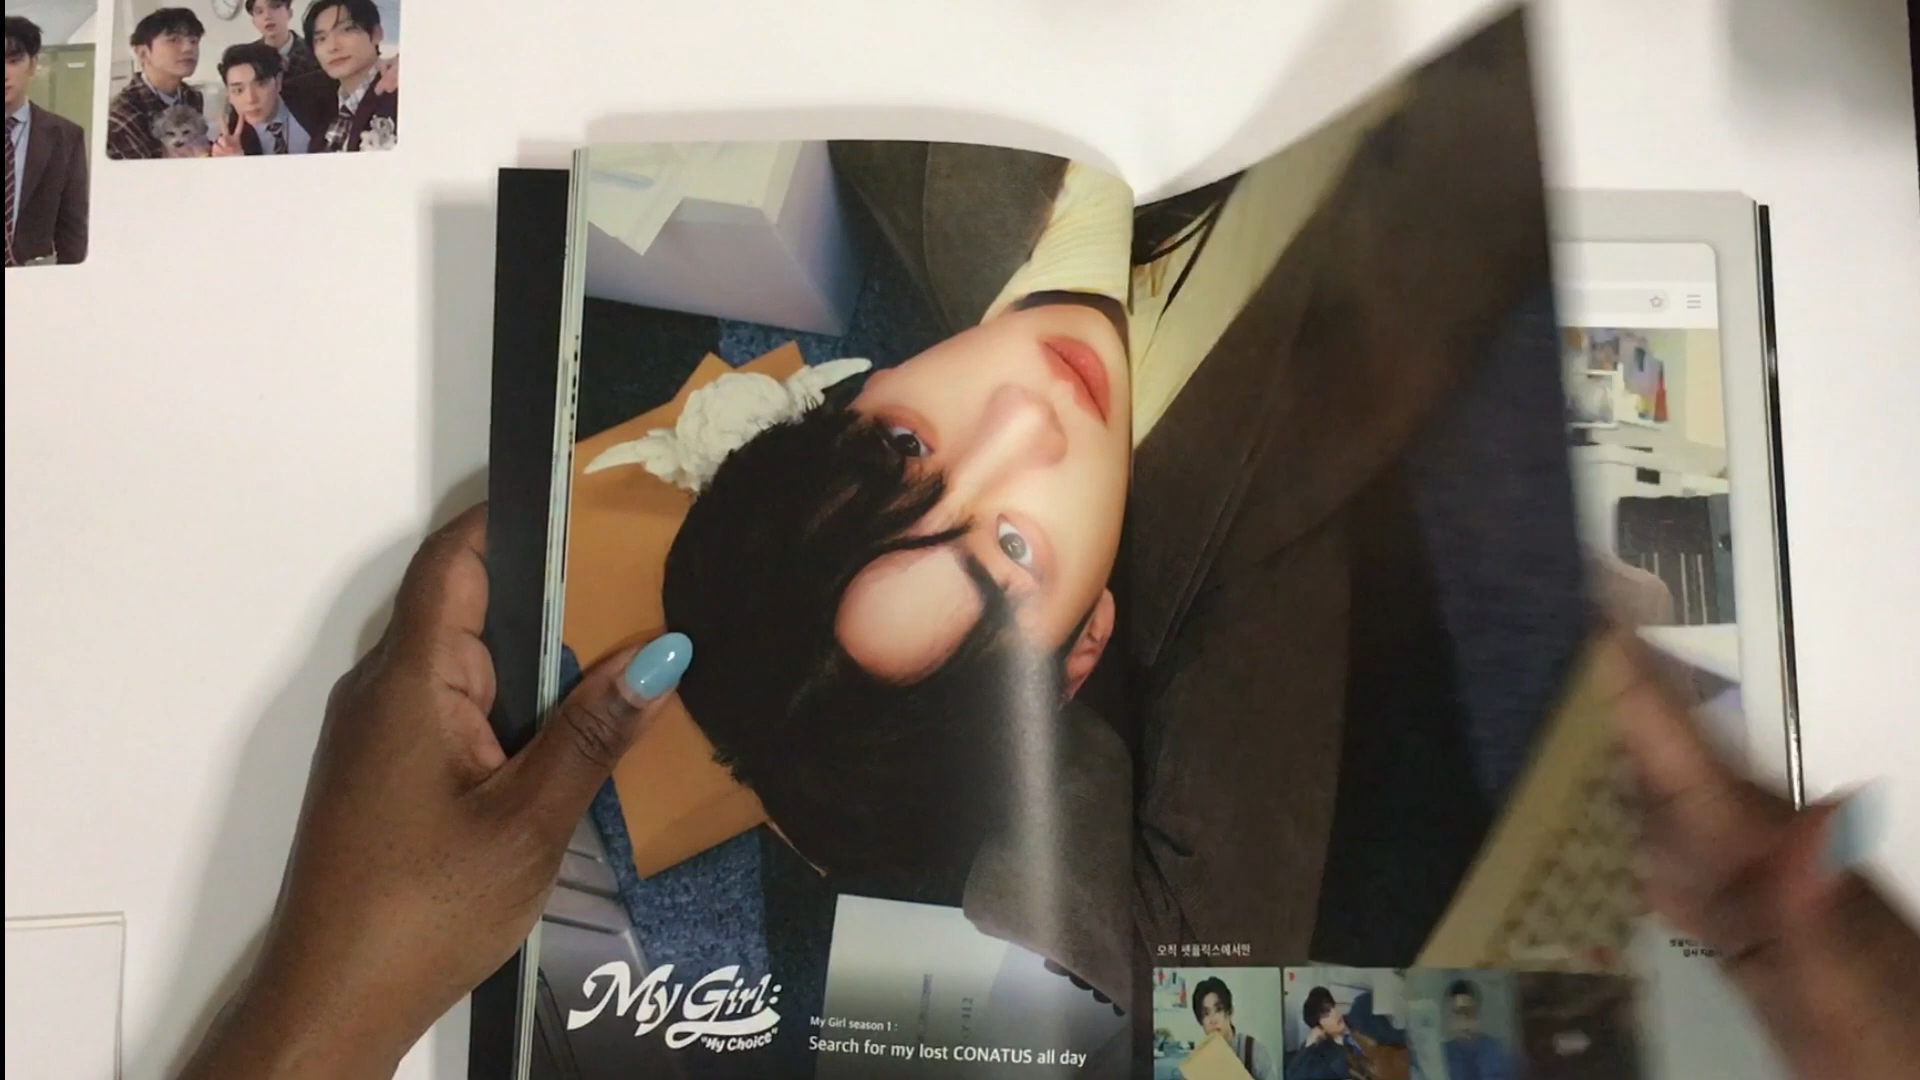 My Girl:
"My Choice"
My Girl season 1 :
Search for my lost CONATUS all day
오직 펫플릭스에서만